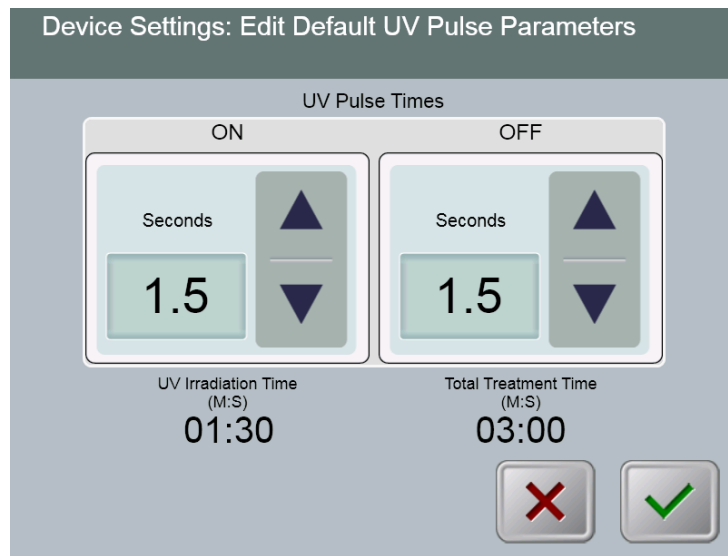 Device Settings: Edit Default UV Pulse Parameters
UV Pulse Times
ON
OFF
Seconds
1.5
Seconds
1.5
UV Irradiation Time
(M:S)
01:30
Total Treatment Time
(M:S)
03:00